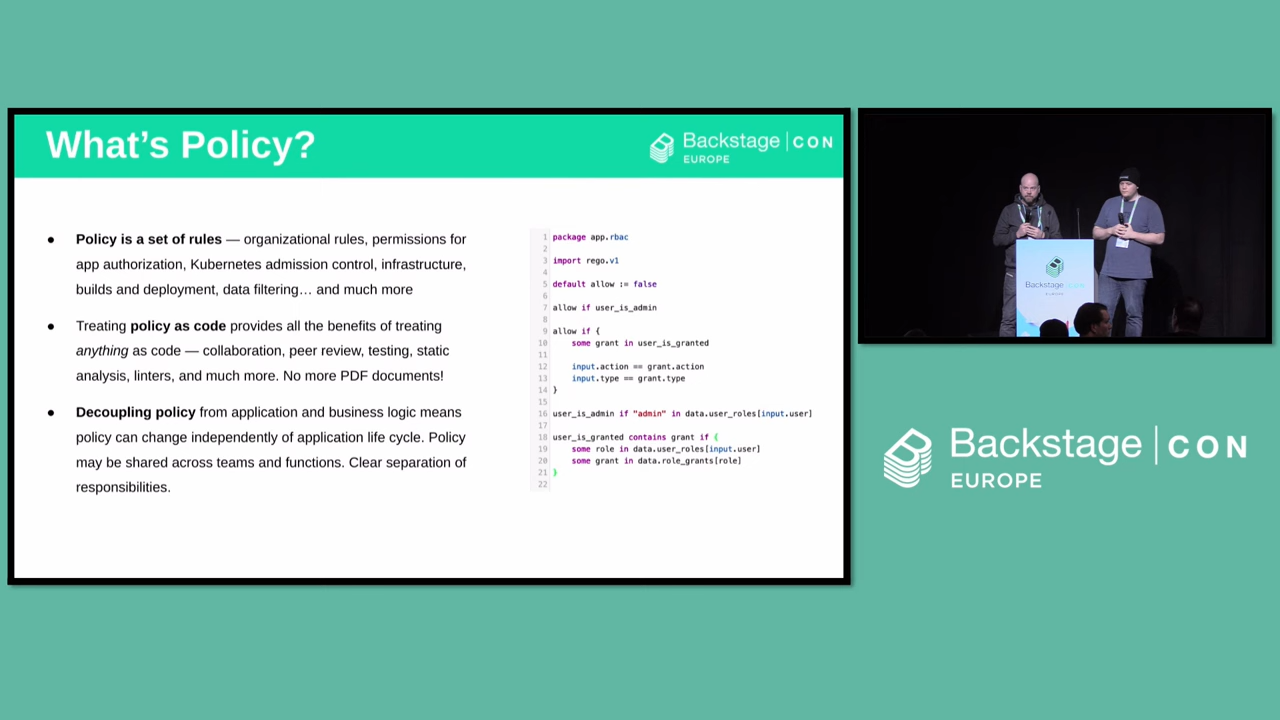 What's Policy?
Backstage | CON
EUROPE
● Policy is a set of rules — organizational rules, permissions for
app authorization, Kubernetes admission control, infrastructure,
builds and deployment, data filtering… and much more
● Treating policy as code provides all the benefits of treating
anything as code — collaboration, peer review, testing, static
analysis, linters, and much more. No more PDF documents!
● Decoupling policy from application and business logic means
policy can change independently of application life cycle. Policy
may be shared across teams and functions. Clear separation of
responsibilities.
1 package app.rbac
2
3 import rego.v1
4
5 default allow := false
6
7 allow if user_is_admin
8
9 allow if {
10     some grant in user_is_granted
11
12     input.action == grant.action
13     input.type == grant.type
14 }
15
16 user_is_admin if "admin" in data.user_roles[input.user]
17
18 user_is_granted contains grant if {
19     some role in data.user_roles[input.user]
20     some grant in data.role_grants[role]
21 }
22
Backstage
Backstage | CON
EUROPE